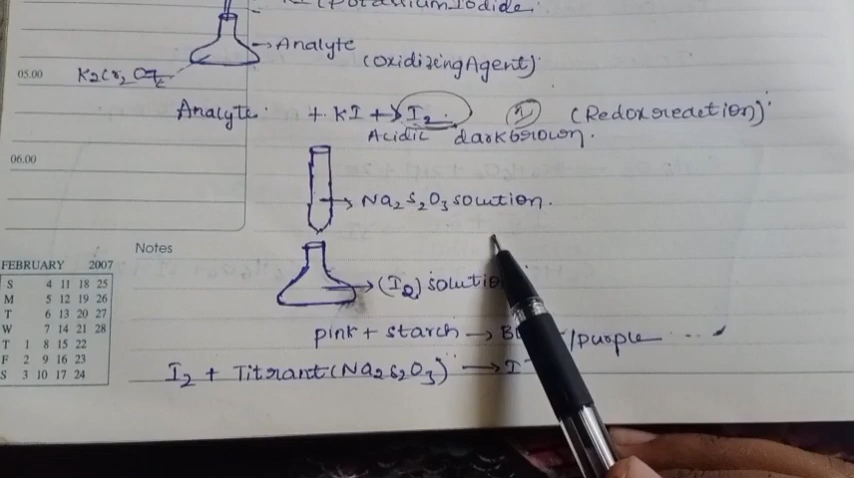 (Potassium Iodide.
→ Analyte
(oxidizing Agent)
05.00
K2Cr2O7
Analyte + KI + → I2. (1) (Redox reaction)
Acidic dark brown.
06.00
→ Na2S2O3 solution.
Notes
FEBRUARY 2007
→ (I2) solutio
S 4 11 18 25
M 5 12 19 26
T 6 13 20 27
W 7 14 21 28
T 1 8 15 22
F 2 9 16 23
S 3 10 17 24
pink + starch → /purple
I2 + Titrant (Na2S2O3) → I⁻